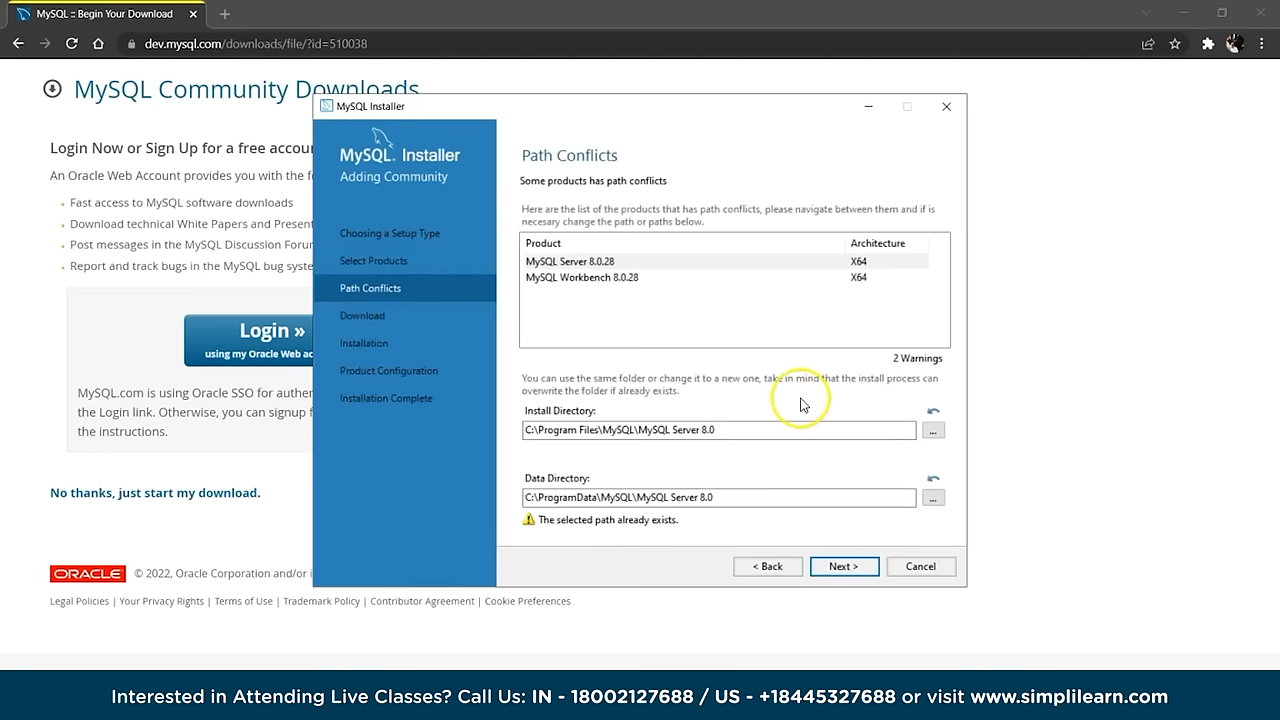 MySQL :: Begin Your Download
dev.mysql.com/downloads/file/?id=510038
MySQL Community Downloads
Login Now or Sign Up for a free accou
An Oracle Web Account provides you with the f
Fast access to MySQL software downloads
Download technical White Papers and Present
Post messages in the MySQL Discussion Foru
Report and track bugs in the MySQL bug syste
Login »
using my Oracle Web ac
MySQL.com is using Oracle SSO for authe
the Login link. Otherwise, you can signup f
the instructions.
No thanks, just start my download.
ORACLE © 2022, Oracle Corporation and/or i
Legal Policies | Your Privacy Rights | Terms of Use | Trademark Policy | Contributor Agreement | Cookie Preferences
MySQL Installer
MySQL. Installer
Adding Community
Choosing a Setup Type
Select Products
Path Conflicts
Download
Installation
Product Configuration
Installation Complete
Path Conflicts
Some products has path conflicts
Here are the list of the products that has path conflicts, please navigate between them and if is
necesary change the path or paths below.
Product Architecture
MySQL Server 8.0.28 X64
MySQL Workbench 8.0.28 X64
2 Warnings
You can use the same folder or change it to a new one, take in mind that the install process can
overwrite the folder if already exists.
Install Directory:
C:\Program Files\MySQL\MySQL Server 8.0
...
Data Directory:
C:\ProgramData\MySQL\MySQL Server 8.0
...
The selected path already exists.
< Back Next > Cancel
Interested in Attending Live Classes? Call Us: IN - 18002127688 / US - +18445327688 or visit www.simplilearn.com